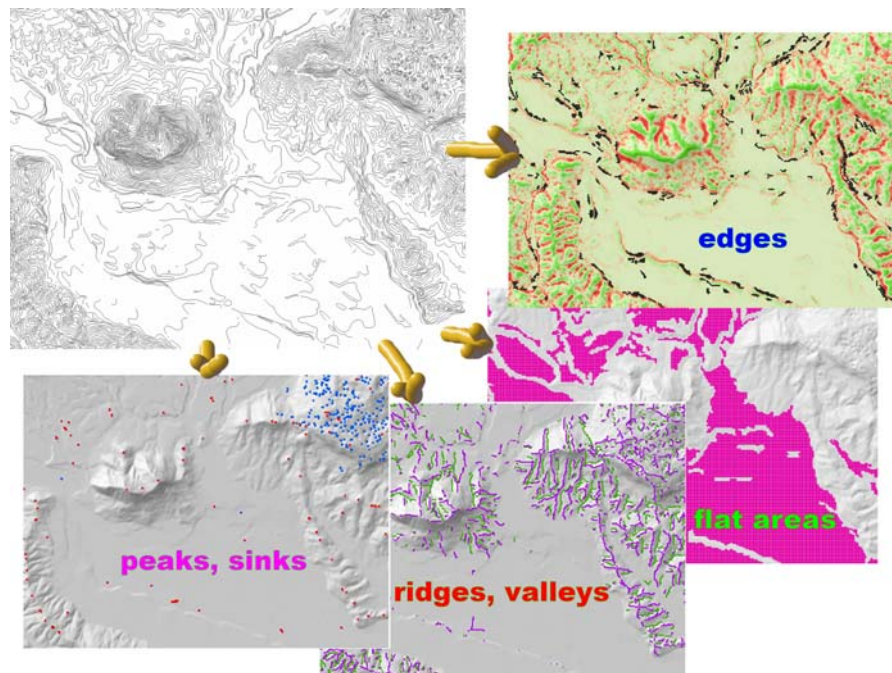 edges
flat areas
peaks, sinks
ridges, valleys